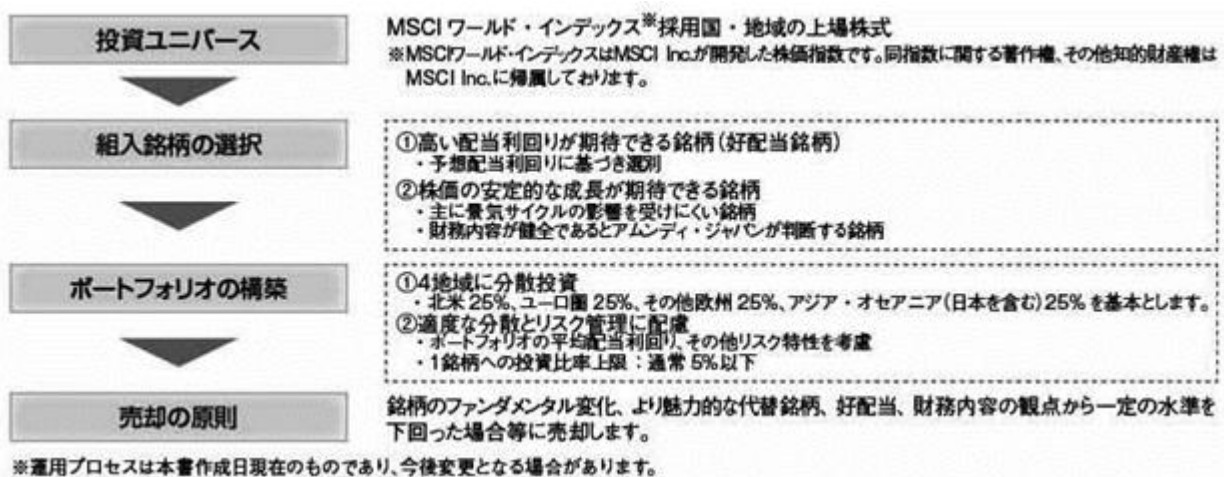 投資ユニバース
MSCI ワールド・インデックス※採用国・地域の上場株式
※MSCIワールド・インデックスはMSCI Inc.が開発した株価指数です。同指数に関する著作権、その他知的財産権は
MSCI Inc.に帰属しております。
組入銘柄の選択
①高い配当利回りが期待できる銘柄(好配当銘柄)
・予想配当利回りに基づき選別
②株価の安定的な成長が期待できる銘柄
・主に景気サイクルの影響を受けにくい銘柄
・財務内容が健全であるとアムンディ・ジャパンが判断する銘柄
ポートフォリオの構築
①4地域に分散投資
・北米 25%、ユーロ圏 25%、その他欧州 25%、アジア・オセアニア(日本を含む)25% を基本とします。
②適度な分散とリスク管理に配慮
・ポートフォリオの平均配当利回り、その他リスク特性を考慮
・1銘柄への投資比率上限:通常 5%以下
売却の原則
銘柄のファンダメンタル変化、より魅力的な代替銘柄、好配当、財務内容の観点から一定の水準を
下回った場合等に売却します。
※運用プロセスは本書作成日現在のものであり、今後変更となる場合があります。